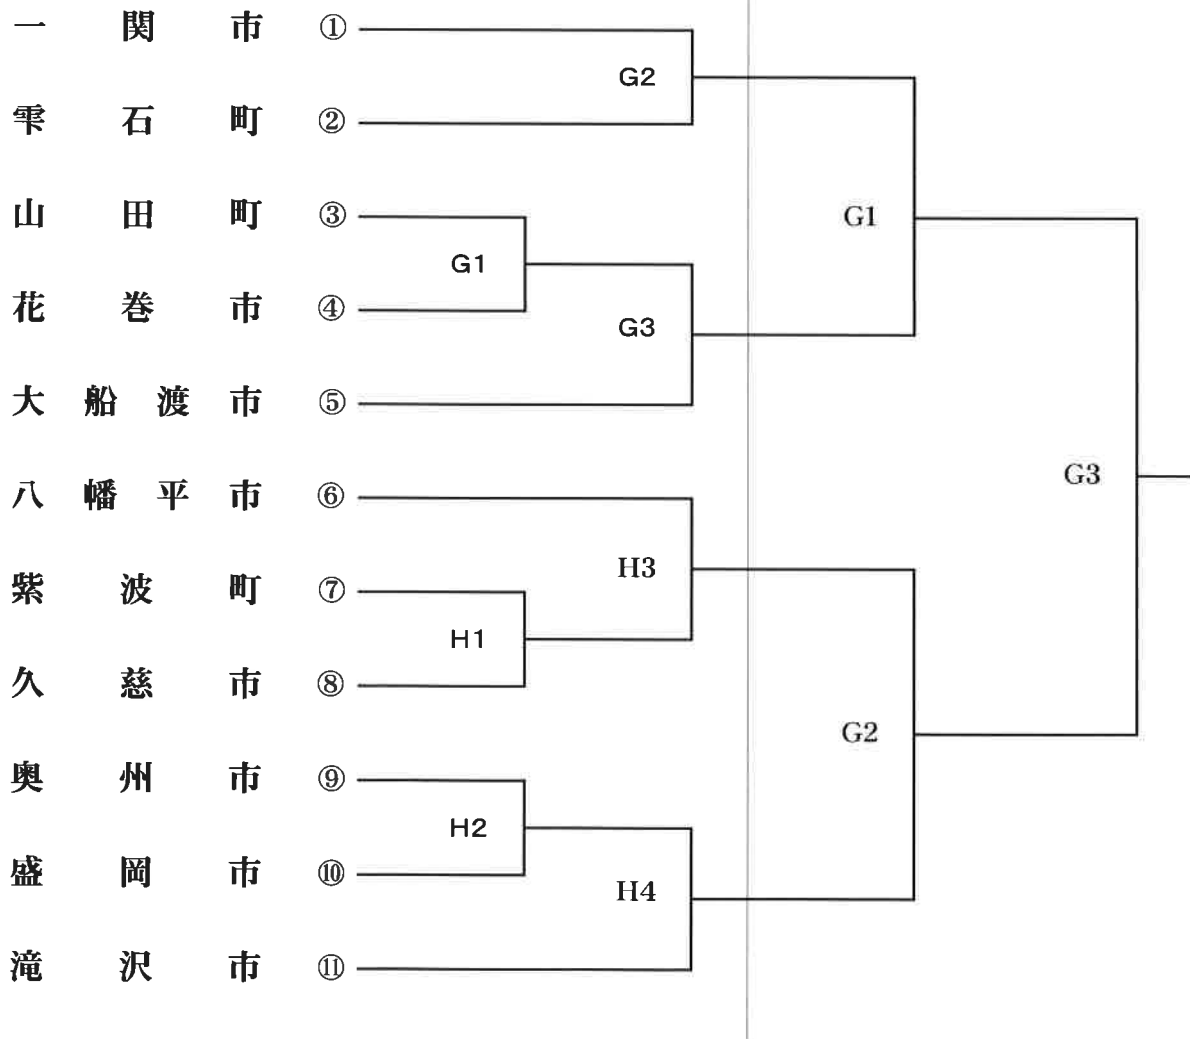 一関市 ①
G2
雫石町 ②
山田町 ③
G1
G1
花巻市 ④
G3
大船渡市 ⑤
G3
八幡平市 ⑥
H3
紫波町 ⑦
H1
久慈市 ⑧
G2
奥州市 ⑨
H2
盛岡市 ⑩
H4
滝沢市 ⑪